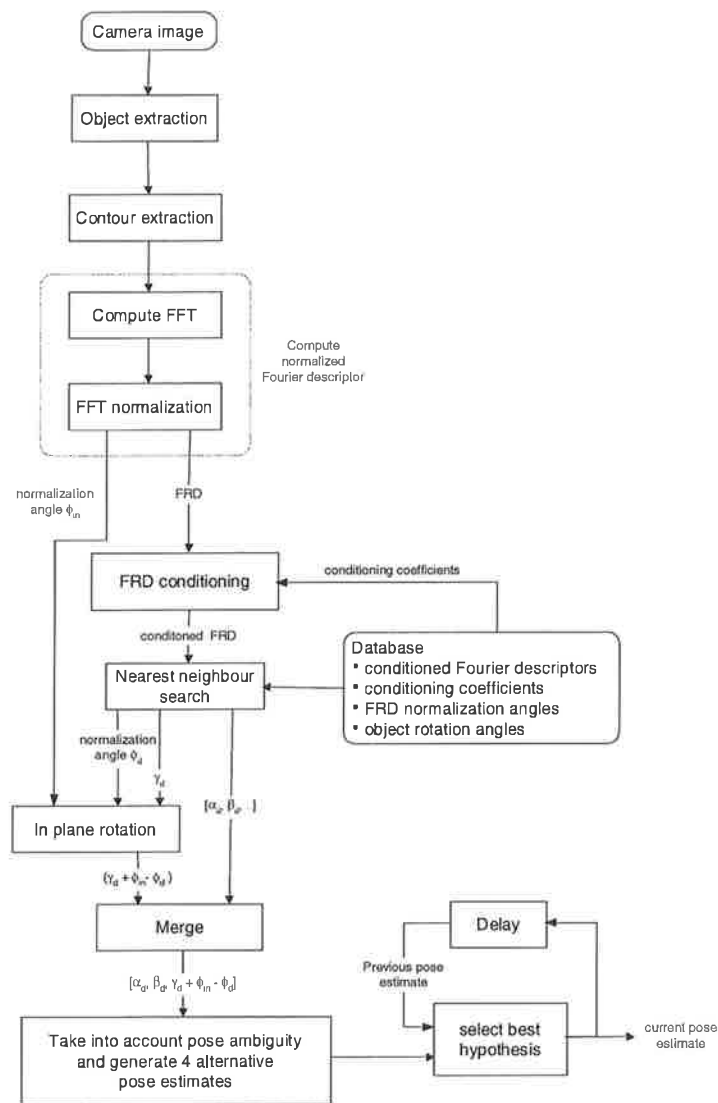 Camera image
Object extraction
Contour extraction
Compute FFT
Compute
normalized
Fourier descriptor
FFT normalization
normalization
angle ϕin
FRD
FRD conditioning
conditioning coefficients
conditoned FRD
Database
• conditioned Fourier descriptors
• conditioning coefficients
• FRD normalization angles
• object rotation angles
Nearest neighbour
search
normalization
angle ϕd
γd
[αd, βd, ..]
In plane rotation
(γd + ϕin - ϕd)
Merge
Delay
Previous pose
estimate
[αd, βd, γd + ϕin - ϕd]
Take into account pose ambiguity
and generate 4 alternative
pose estimates
select best
hypothesis
current pose
estimate